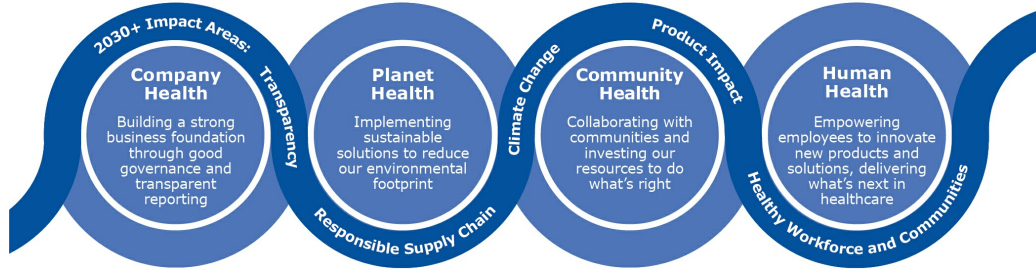 2030+ Impact Areas:
Transparency
Responsible Supply Chain
Climate Change
Product Impact
Healthy Workforce and Communities
Company
Health
Building a strong
business foundation
through good
governance and
transparent
reporting
Planet
Health
Implementing
sustainable
solutions to reduce
our environmental
footprint
Community
Health
Collaborating with
communities and
investing our
resources to do
what's right
Human
Health
Empowering
employees to innovate
new products and
solutions, delivering
what's next in
healthcare